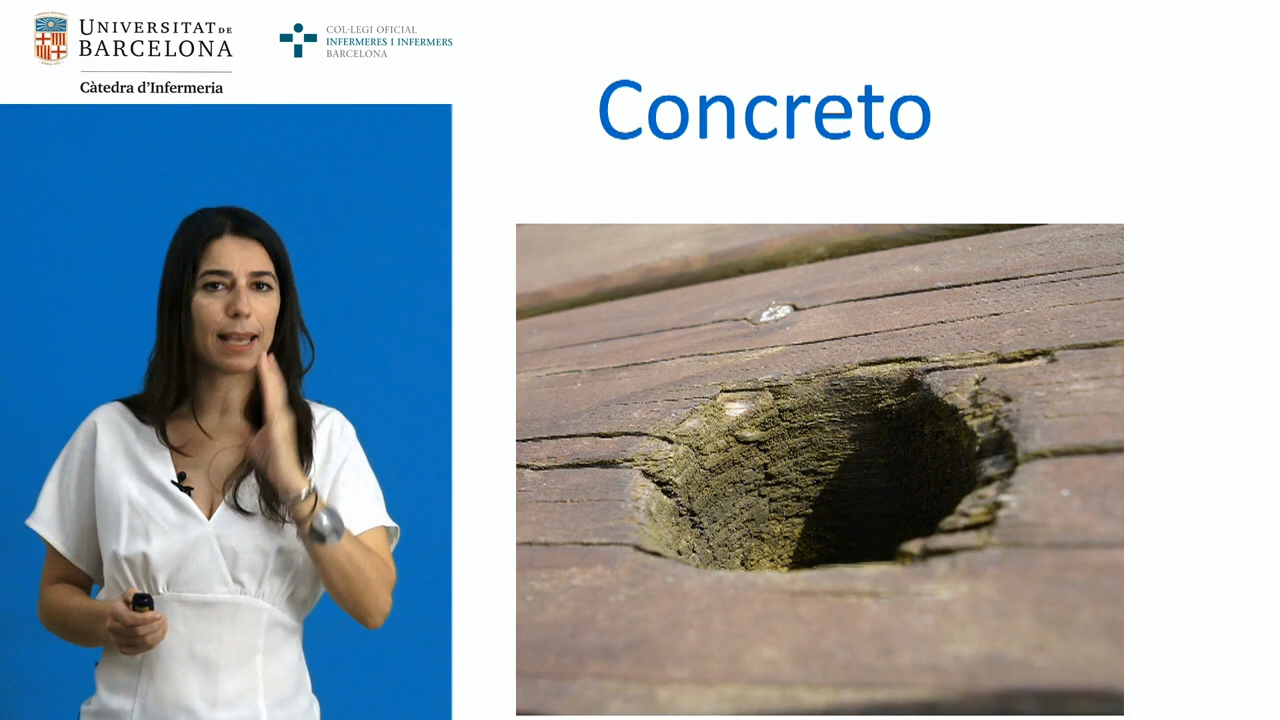 UNIVERSITAT DE
BARCELONA
Càtedra d'Infermeria
COL·LEGI OFICIAL
INFERMERES I INFERMERS
BARCELONA
Concreto